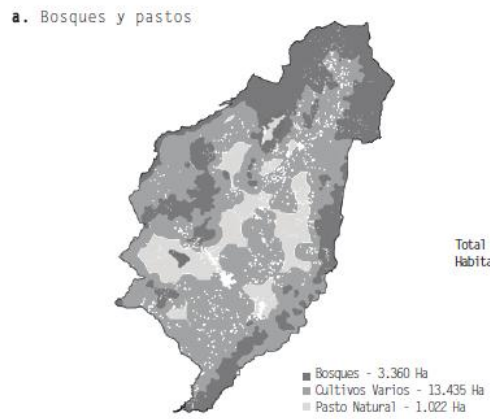 a. Bosques y pastos
Total
Habita
Bosques - 3.360 Ha
Cultivos Varios - 13.435 Ha
Pasto Natural - 1.022 Ha